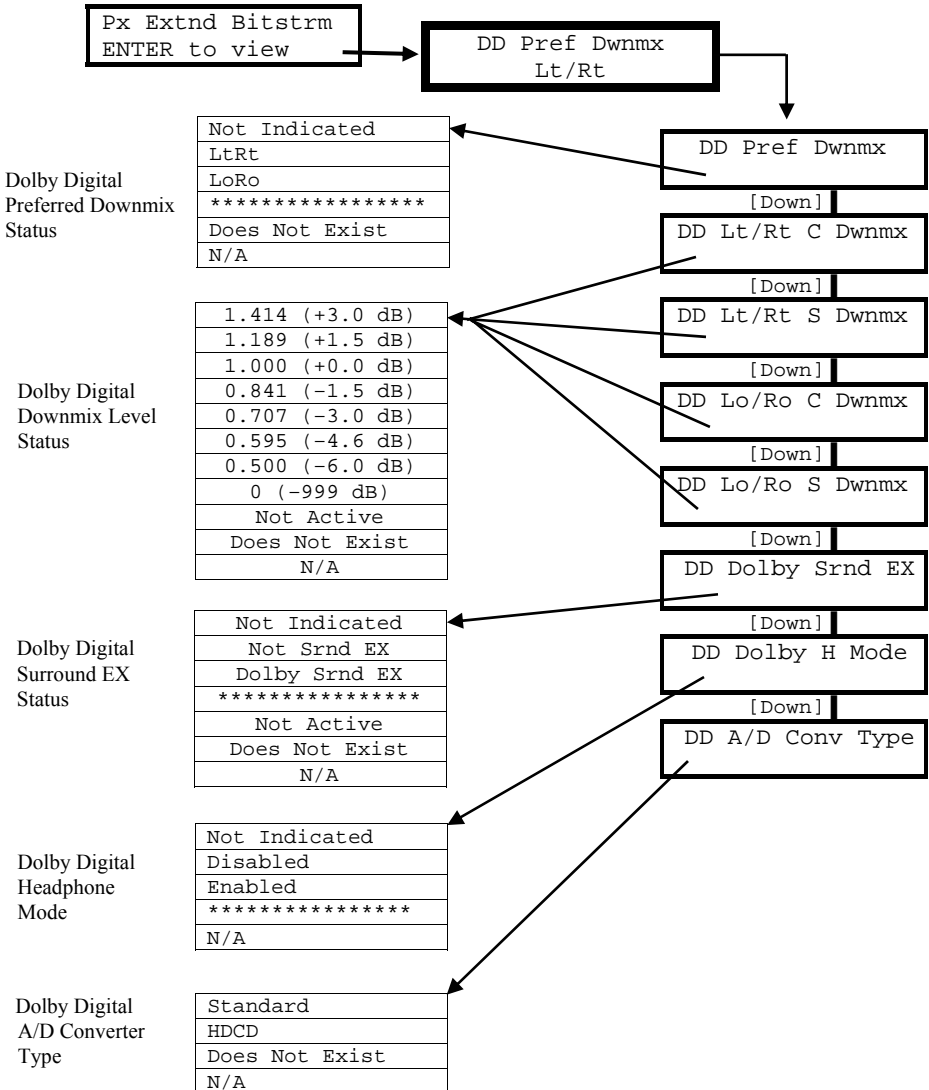 Px Extnd Bitstrm
ENTER to view
DD Pref Dwnmx
Lt/Rt
Dolby Digital
Preferred Downmix
Status
Not Indicated
LtRt
LoRo
*****************
Does Not Exist
N/A
Dolby Digital
Downmix Level
Status
1.414 (+3.0 dB)
1.189 (+1.5 dB)
1.000 (+0.0 dB)
0.841 (−1.5 dB)
0.707 (−3.0 dB)
0.595 (−4.6 dB)
0.500 (−6.0 dB)
0 (−999 dB)
Not Active
Does Not Exist
N/A
Dolby Digital
Surround EX
Status
Not Indicated
Not Srnd EX
Dolby Srnd EX
****************
Not Active
Does Not Exist
N/A
Dolby Digital
Headphone
Mode
Not Indicated
Disabled
Enabled
****************
N/A
Dolby Digital
A/D Converter
Type
Standard
HDCD
Does Not Exist
N/A
DD Pref Dwnmx
[Down]
DD Lt/Rt C Dwnmx
[Down]
DD Lt/Rt S Dwnmx
[Down]
DD Lo/Ro C Dwnmx
[Down]
DD Lo/Ro S Dwnmx
[Down]
DD Dolby Srnd EX
[Down]
DD Dolby H Mode
[Down]
DD A/D Conv Type